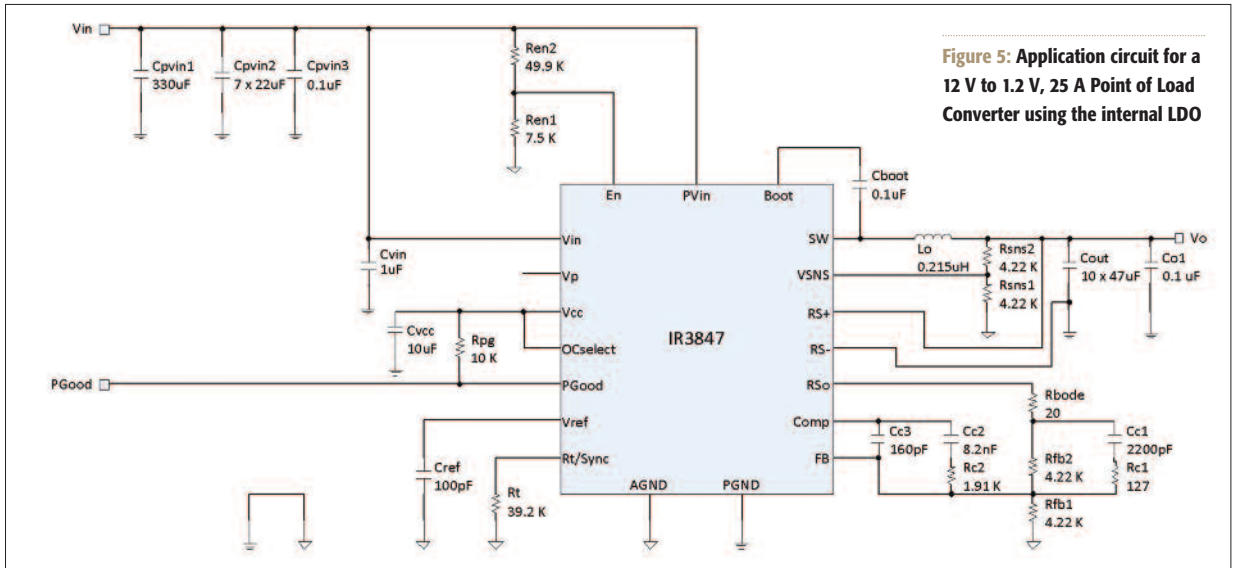 Vin
Cpvin1
330uF
Cpvin2
7 x 22uF
Cpvin3
0.1uF
Ren2
49.9 K
Ren1
7.5 K
Figure 5: Application circuit for a
12 V to 1.2 V, 25 A Point of Load
Converter using the internal LDO
Cboot
0.1uF
En
PVin
Boot
Vin
Cvin
1uF
Vp
Vcc
Cvcc
10uF
Rpg
10 K
OCselect
PGood
PGood
Vref
Cref
100pF
Rt/Sync
Rt
39.2 K
IR3847
AGND
PGND
SW
VSNS
RS+
RS-
RSo
Comp
FB
Lo
0.215uH
Rsns2
4.22 K
Rsns1
4.22 K
Cout
10 x 47uF
Co1
0.1 uF
Vo
Rbode
20
Cc3
160pF
Cc2
8.2nF
Rc2
1.91 K
Rfb2
4.22 K
Cc1
2200pF
Rc1
127
Rfb1
4.22 K